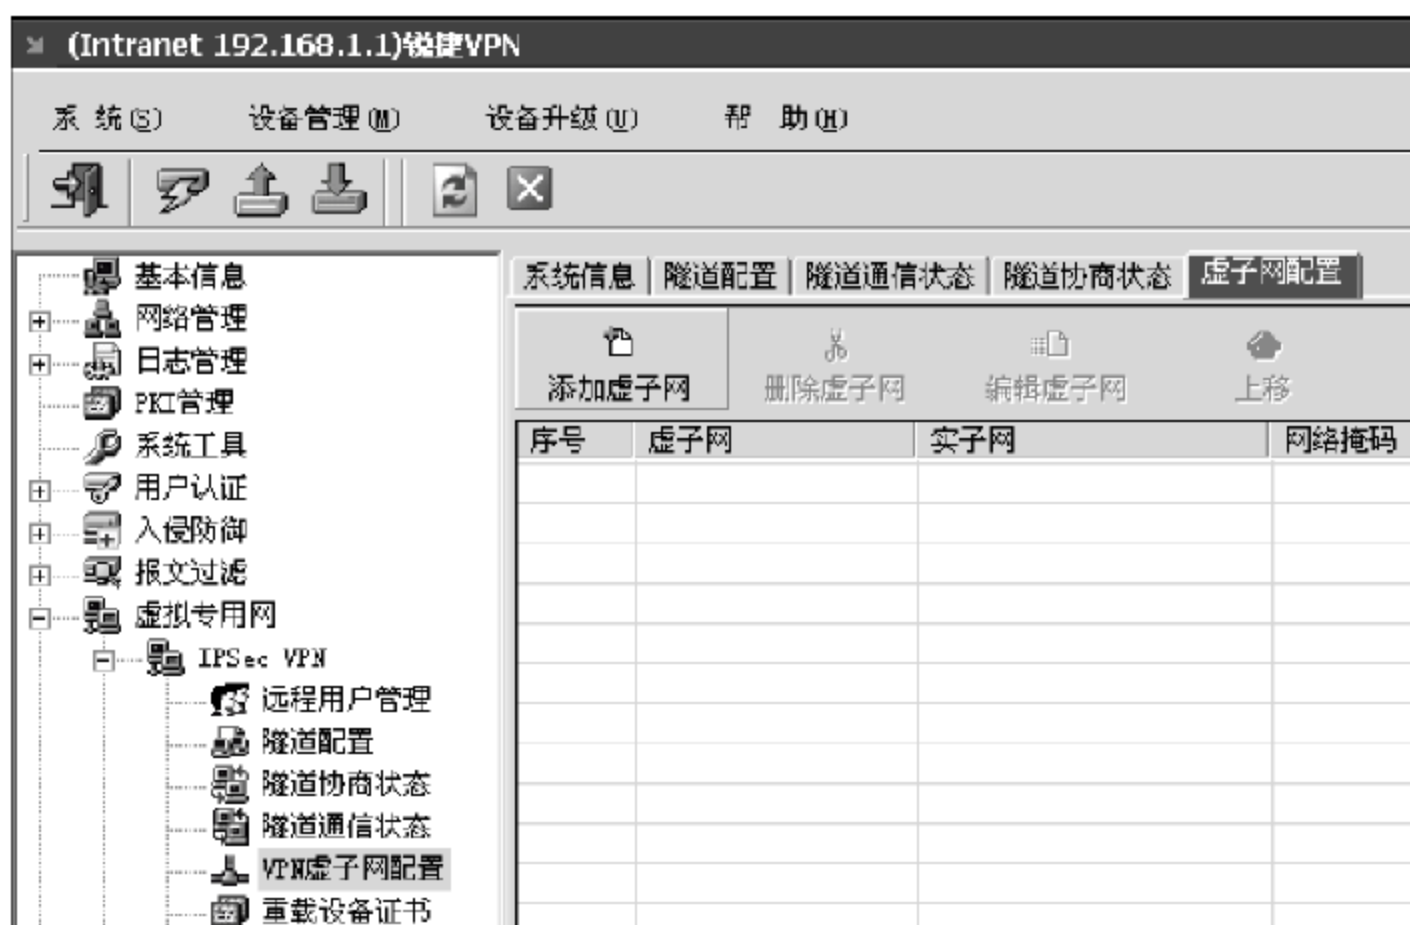 (Intranet 192.168.1.1)锐捷VPN
系 统(S) 设备管理(M) 设备升级(U) 帮 助(H)
基本信息
网络管理
日志管理
PKI管理
系统工具
用户认证
入侵防御
报文过滤
虚拟专用网
IPSec VPN
远程用户管理
隧道配置
隧道协商状态
隧道通信状态
VPN虚子网配置
重载设备证书
系统信息 隧道配置 隧道通信状态 隧道协商状态 虚子网配置
添加虚子网 删除虚子网 编辑虚子网 上移
序号 虚子网 实子网 网络掩码